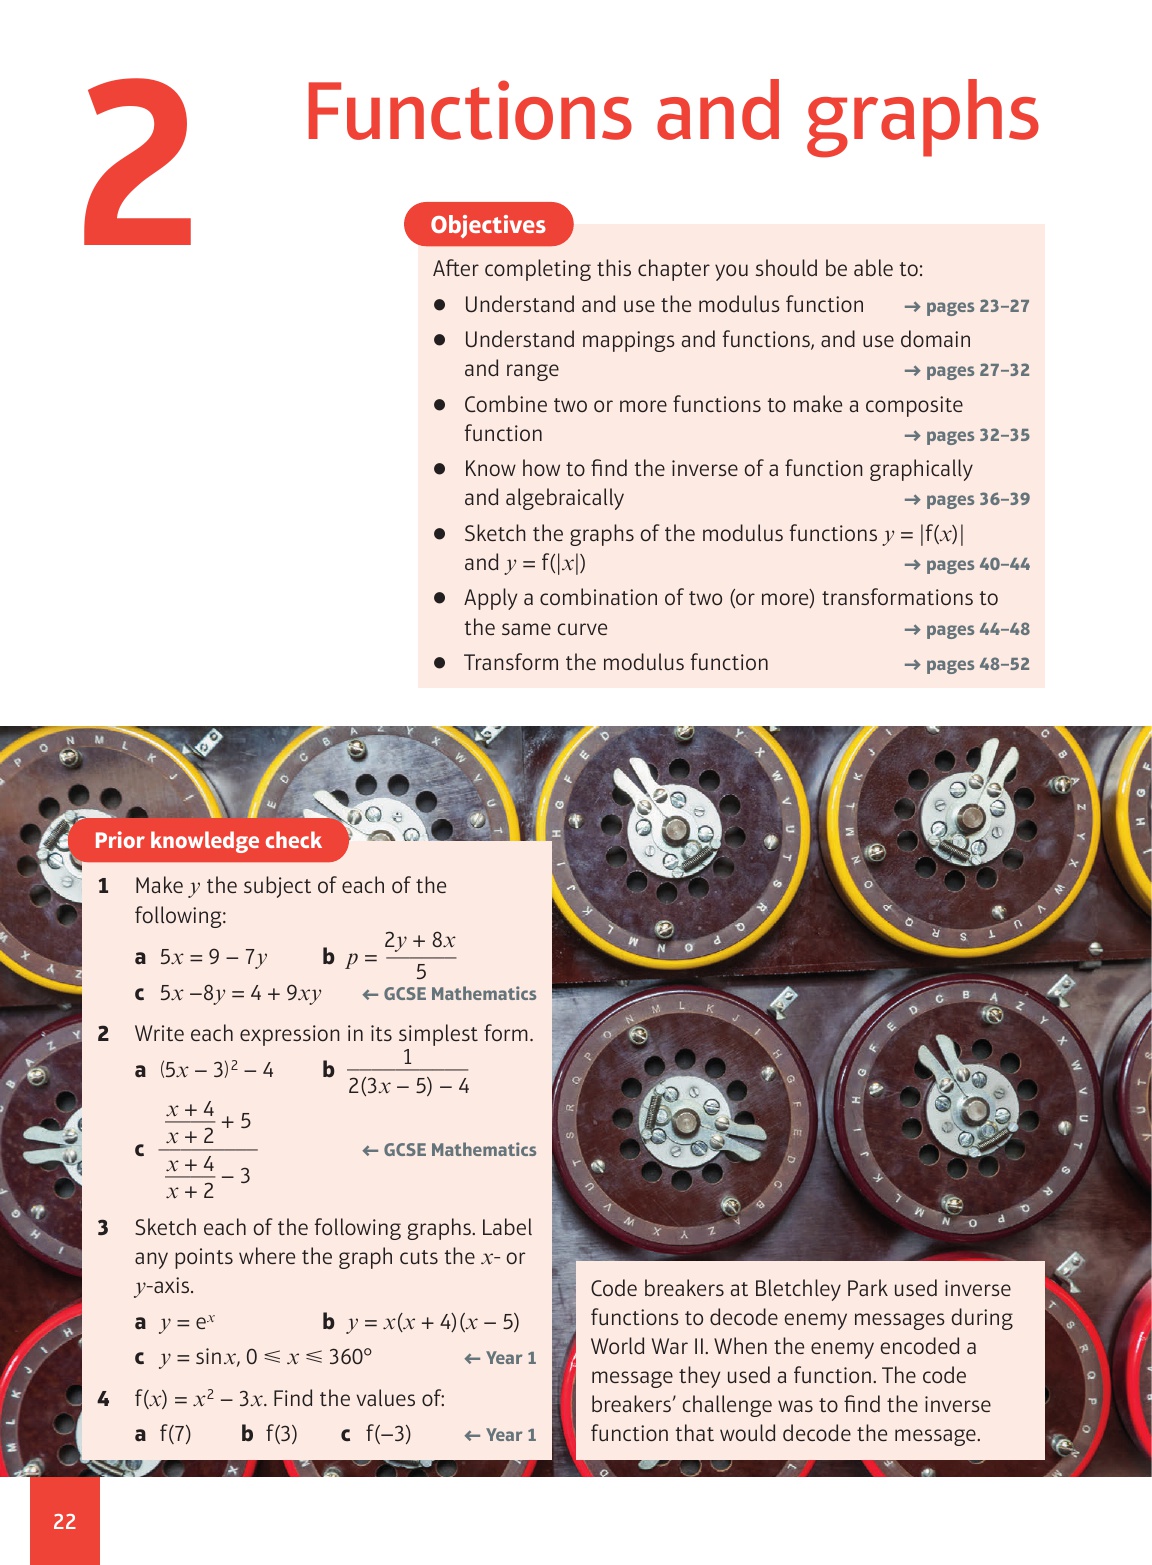 2
Functions and graphs
Objectives
After completing this chapter you should be able to:
● Understand and use the modulus function → pages 23–27
● Understand mappings and functions, and use domain
and range → pages 27–32
● Combine two or more functions to make a composite
function → pages 32–35
● Know how to find the inverse of a function graphically
and algebraically → pages 36–39
● Sketch the graphs of the modulus functions y = |f(x)|
and y = f(|x|) → pages 40–44
● Apply a combination of two (or more) transformations to
the same curve → pages 44–48
● Transform the modulus function → pages 48–52
Prior knowledge check
1 Make y the subject of each of the
following:
a 5x = 9 – 7y b p = (2y + 8x)/5
c 5x –8y = 4 + 9xy ← GCSE Mathematics
2 Write each expression in its simplest form.
a (5x – 3)² – 4 b 1/(2(3x – 5) – 4)
c ((x + 4)/(x + 2) + 5)/((x + 4)/(x + 2) – 3) ← GCSE Mathematics
3 Sketch each of the following graphs. Label
any points where the graph cuts the x- or
y-axis.
a y = eˣ b y = x(x + 4)(x – 5)
c y = sin x, 0 ⩽ x ⩽ 360° ← Year 1
4 f(x) = x² – 3x. Find the values of:
a f(7) b f(3) c f(–3) ← Year 1
Code breakers at Bletchley Park used inverse
functions to decode enemy messages during
World War II. When the enemy encoded a
message they used a function. The code
breakers’ challenge was to find the inverse
function that would decode the message.
22